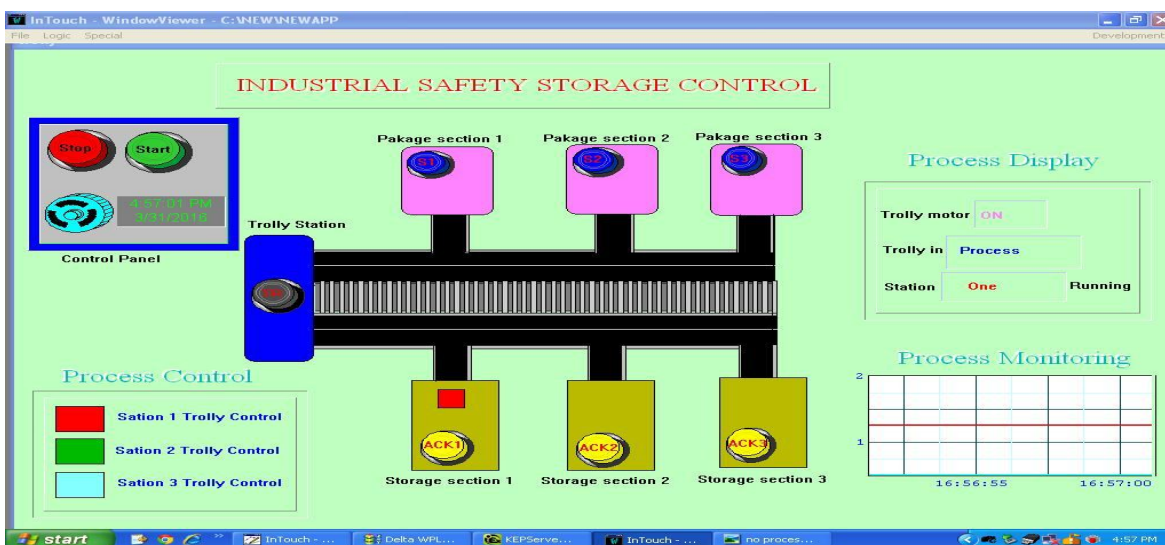 InTouch - WindowViewer - C:\NEW\NEWAPP
File Logic Special
Development
INDUSTRIAL SAFETY STORAGE CONTROL
Stop
Start
4:57:01 PM
3/31/2016
Control Panel
Trolly Station
Pakage section 1
Pakage section 2
Pakage section 3
S1
S2
S3
Process Display
Trolly motor ON
Trolly in Process
Station One Running
Process Control
Sation 1 Trolly Control
Sation 2 Trolly Control
Sation 3 Trolly Control
ACK1
ACK2
ACK3
Storage section 1
Storage section 2
Storage section 3
Process Monitoring
2
1
16:56:55
16:57:00
start
InTouch - ...
Delta WPL...
KEPServe...
InTouch - ...
no proces...
4:57 PM